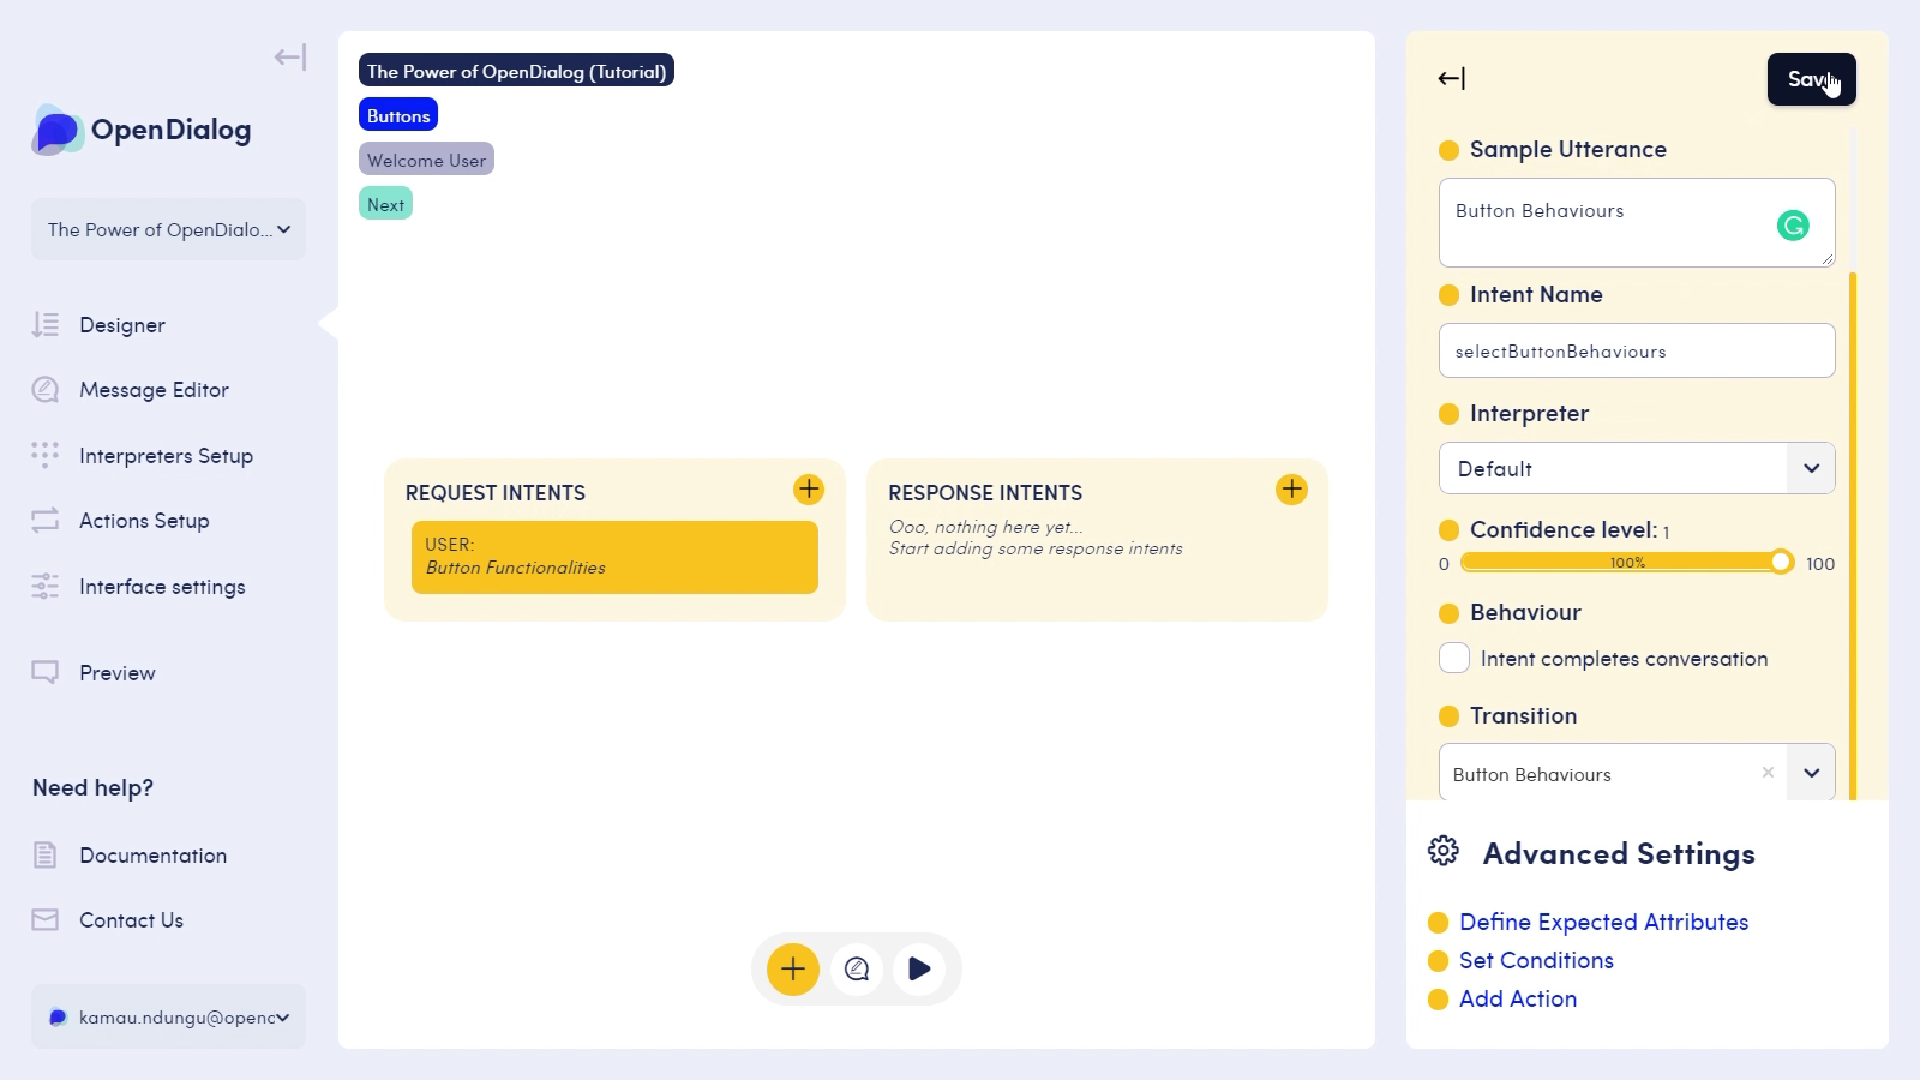 OpenDialog
The Power of OpenDialo...
Designer
Message Editor
Interpreters Setup
Actions Setup
Interface settings
Preview
Need help?
Documentation
Contact Us
kamau.ndungu@openc
The Power of OpenDialog (Tutorial)
Buttons
Welcome User
Next
REQUEST INTENTS
USER:
Button Functionalities
RESPONSE INTENTS
Ooo, nothing here yet...
Start adding some response intents
Save
Sample Utterance
Button Behaviours
Intent Name
selectButtonBehaviours
Interpreter
Default
Confidence level: 1
0 100% 100
Behaviour
Intent completes conversation
Transition
Button Behaviours
Advanced Settings
Define Expected Attributes
Set Conditions
Add Action